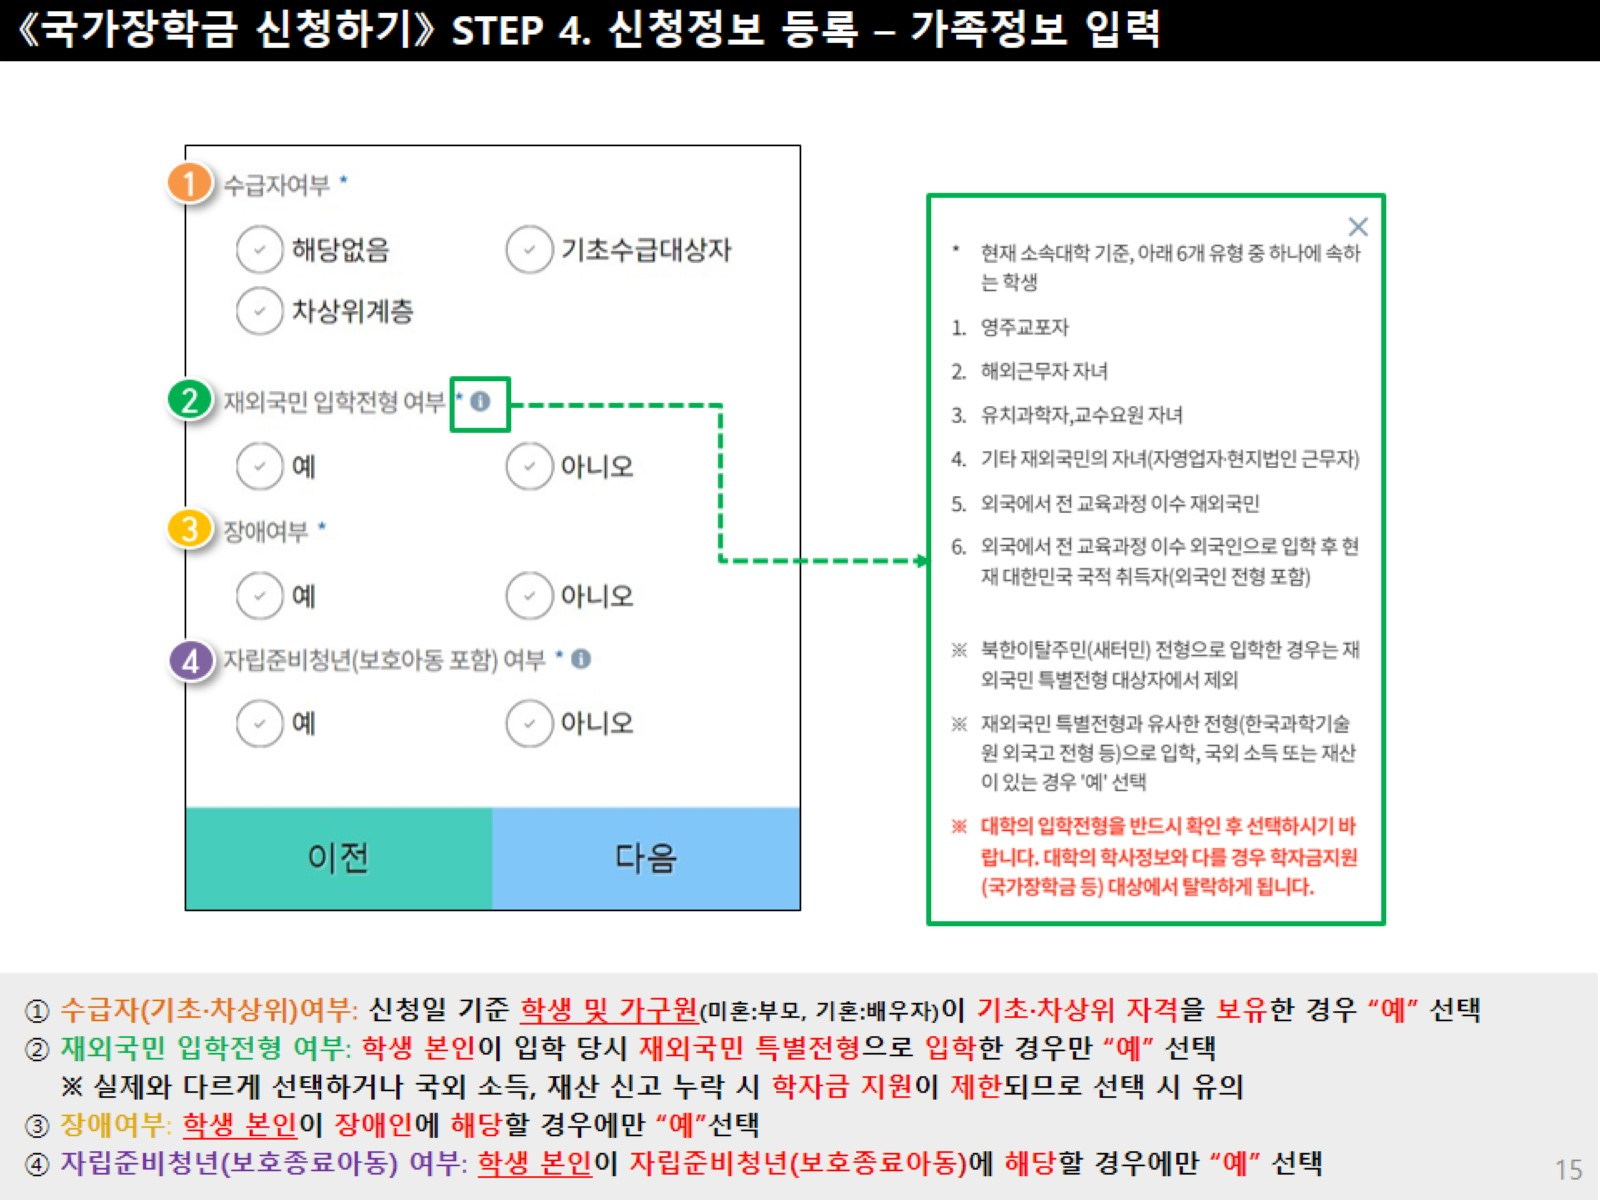 《국가장학금 신청하기》 STEP 4. 신청정보 등록 – 가족정보 입력
1 수급자여부 *
해당없음 기초수급대상자
차상위계층
2 재외국민 입학전형 여부 * i
예 아니오
3 장애여부 *
예 아니오
4 자립준비청년(보호아동 포함) 여부 * i
예 아니오
이전 다음
* 현재 소속대학 기준, 아래 6개 유형 중 하나에 속하
는 학생
1. 영주교포자
2. 해외근무자 자녀
3. 유치과학자,교수요원 자녀
4. 기타 재외국민의 자녀(자영업자·현지법인 근무자)
5. 외국에서 전 교육과정 이수 재외국민
6. 외국에서 전 교육과정 이수 외국인으로 입학 후 현
재 대한민국 국적 취득자(외국인 전형 포함)
※ 북한이탈주민(새터민) 전형으로 입학한 경우는 재
외국민 특별전형 대상자에서 제외
※ 재외국민 특별전형과 유사한 전형(한국과학기술
원 외국고 전형 등)으로 입학, 국외 소득 또는 재산
이 있는 경우 '예' 선택
※ 대학의 입학전형을 반드시 확인 후 선택하시기 바
랍니다. 대학의 학사정보와 다를 경우 학자금지원
(국가장학금 등) 대상에서 탈락하게 됩니다.
① 수급자(기초·차상위)여부: 신청일 기준 학생 및 가구원(미혼:부모, 기혼:배우자)이 기초·차상위 자격을 보유한 경우 “예” 선택
② 재외국민 입학전형 여부: 학생 본인이 입학 당시 재외국민 특별전형으로 입학한 경우만 “예” 선택
※ 실제와 다르게 선택하거나 국외 소득, 재산 신고 누락 시 학자금 지원이 제한되므로 선택 시 유의
③ 장애여부: 학생 본인이 장애인에 해당할 경우에만 “예”선택
④ 자립준비청년(보호종료아동) 여부: 학생 본인이 자립준비청년(보호종료아동)에 해당할 경우에만 “예” 선택
15